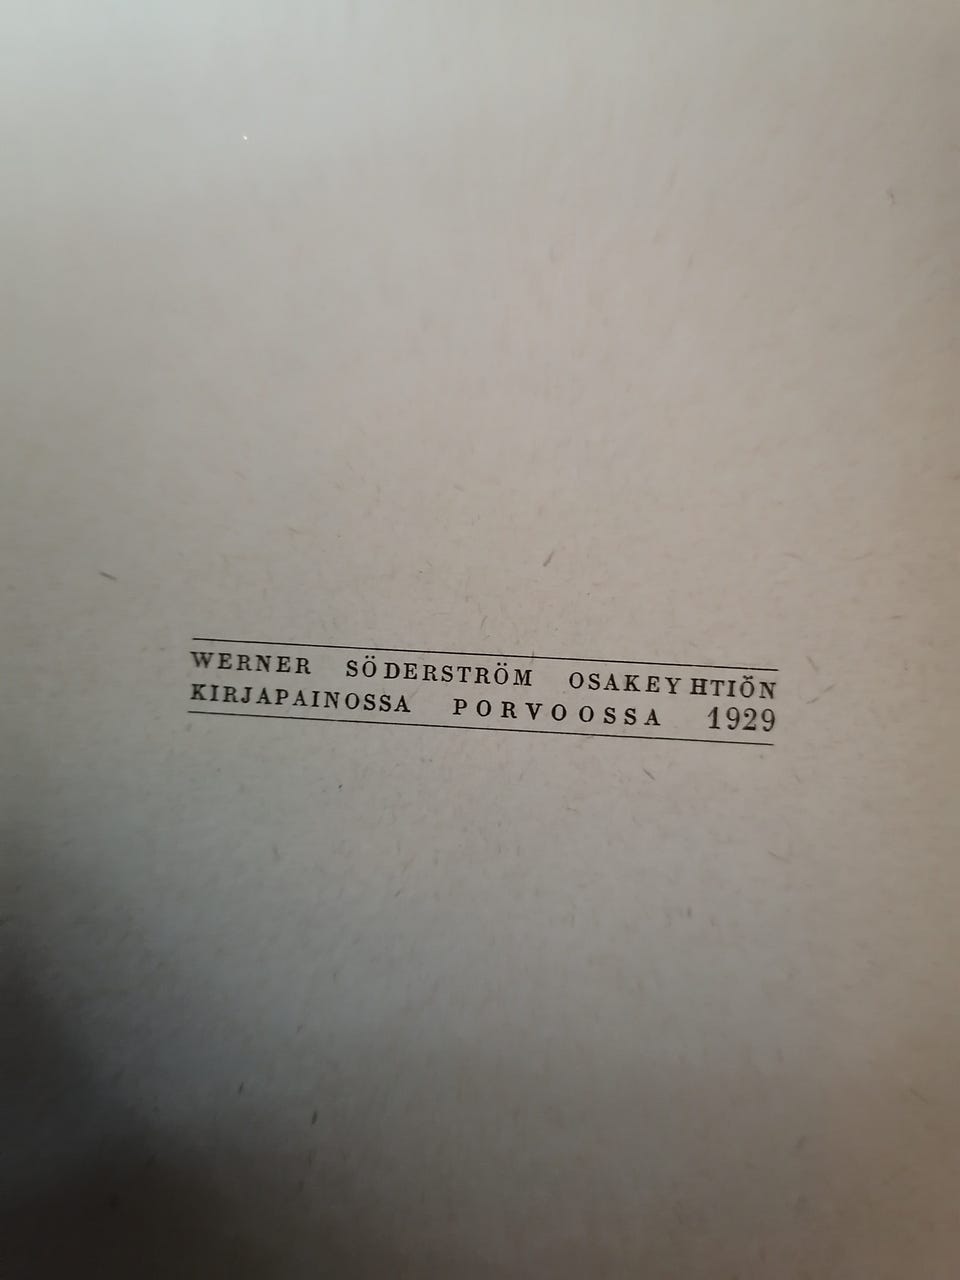 WERNER SÖDERSTRÖM OSAKEYHTIÖN
KIRJAPAINOSSA PORVOOSSA 1929